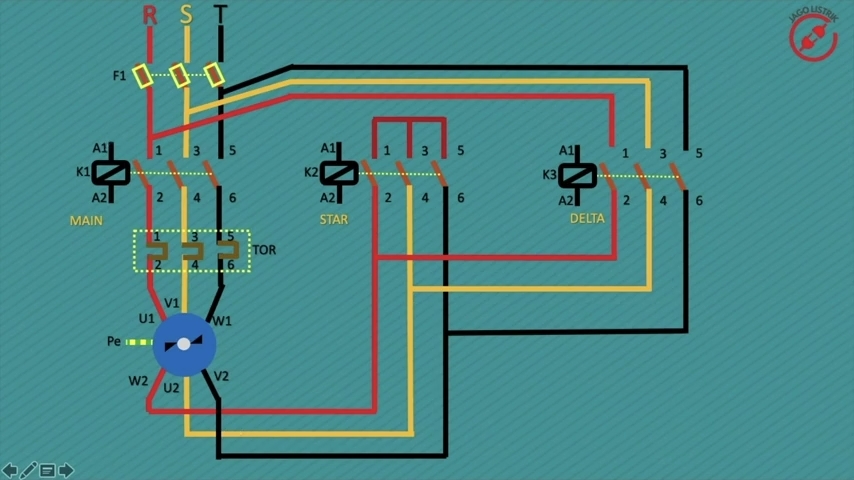 R S T
JAGO LISTRIK
F1
A1 1 3 5
K1
A2 2 4 6
MAIN
A1 1 3 5
K2
A2 2 4 6
STAR
A1 1 3 5
K3
A2 2 4 6
DELTA
1 3 5
TOR
2 4 6
V1
U1 W1
Pe
W2 U2 V2